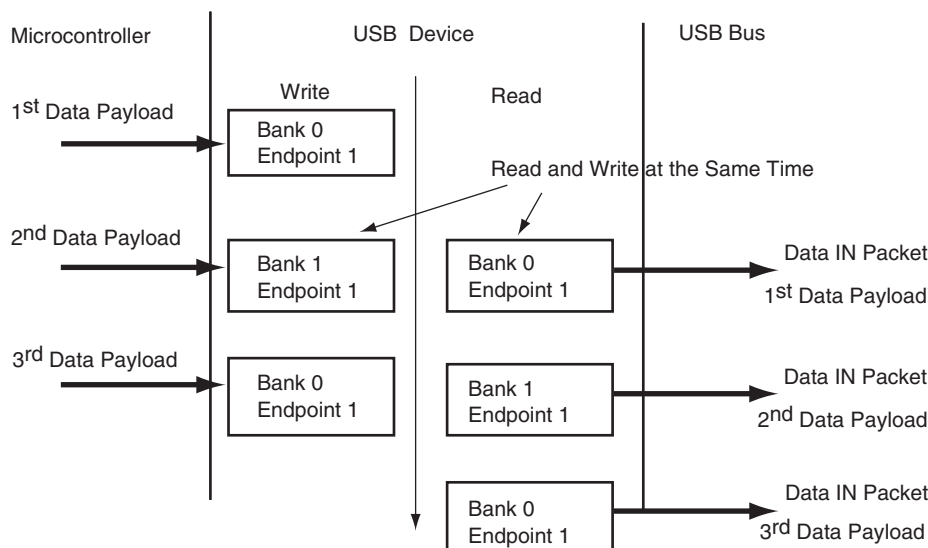 Microcontroller
USB Device
USB Bus
Write
Read
1st Data Payload
Bank 0
Endpoint 1
Read and Write at the Same Time
2nd Data Payload
Bank 1
Endpoint 1
Bank 0
Endpoint 1
Data IN Packet
1st Data Payload
3rd Data Payload
Bank 0
Endpoint 1
Bank 1
Endpoint 1
Data IN Packet
2nd Data Payload
Bank 0
Endpoint 1
Data IN Packet
3rd Data Payload